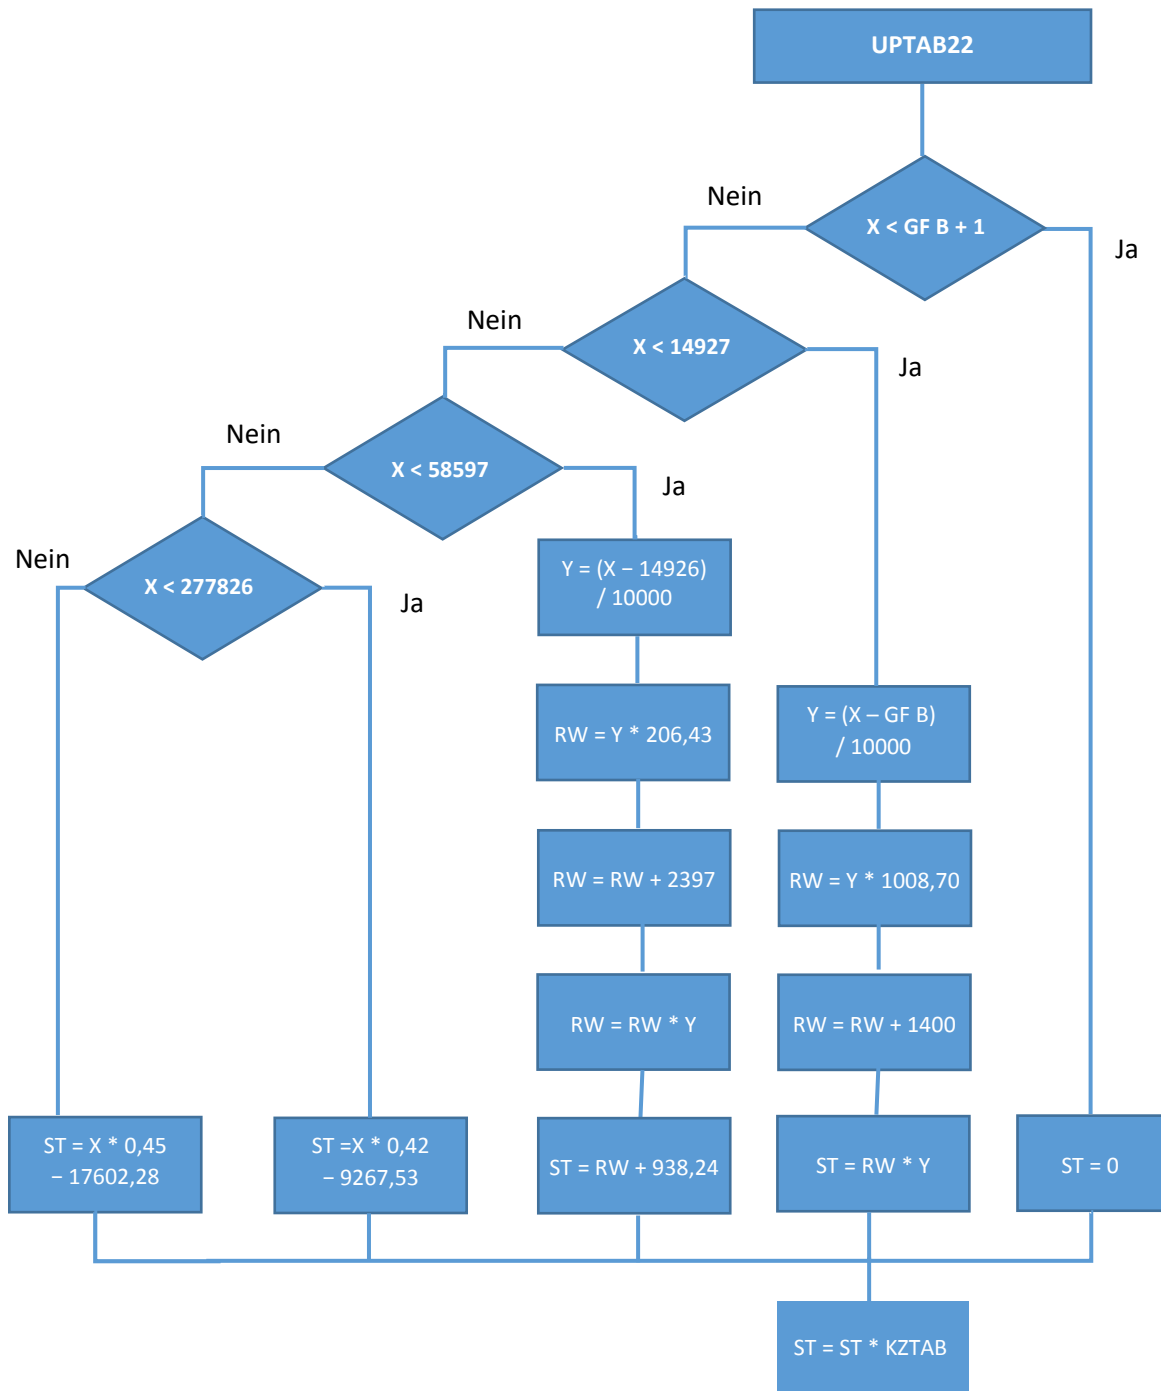 UPTAB22
Nein
X < GF B + 1
Ja
Nein
X < 14927
Ja
Nein
X < 58597
Ja
Nein
X < 277826
Ja
Y = (X − 14926)
/ 10000
RW = Y * 206,43
Y = (X – GF B)
/ 10000
RW = RW + 2397
RW = Y * 1008,70
RW = RW * Y
RW = RW + 1400
ST = X * 0,45
− 17602,28
ST =X * 0,42
− 9267,53
ST = RW + 938,24
ST = RW * Y
ST = 0
ST = ST * KZTAB